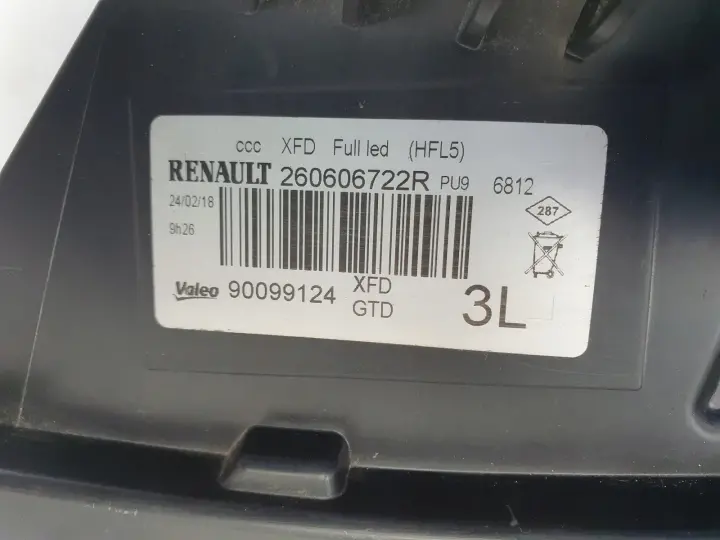 ccc XFD Full led (HFL5)
RENAULT 260606722R PU9 6812
24/02/18
287
9h26
Valeo 90099124 XFD
GTD
3L